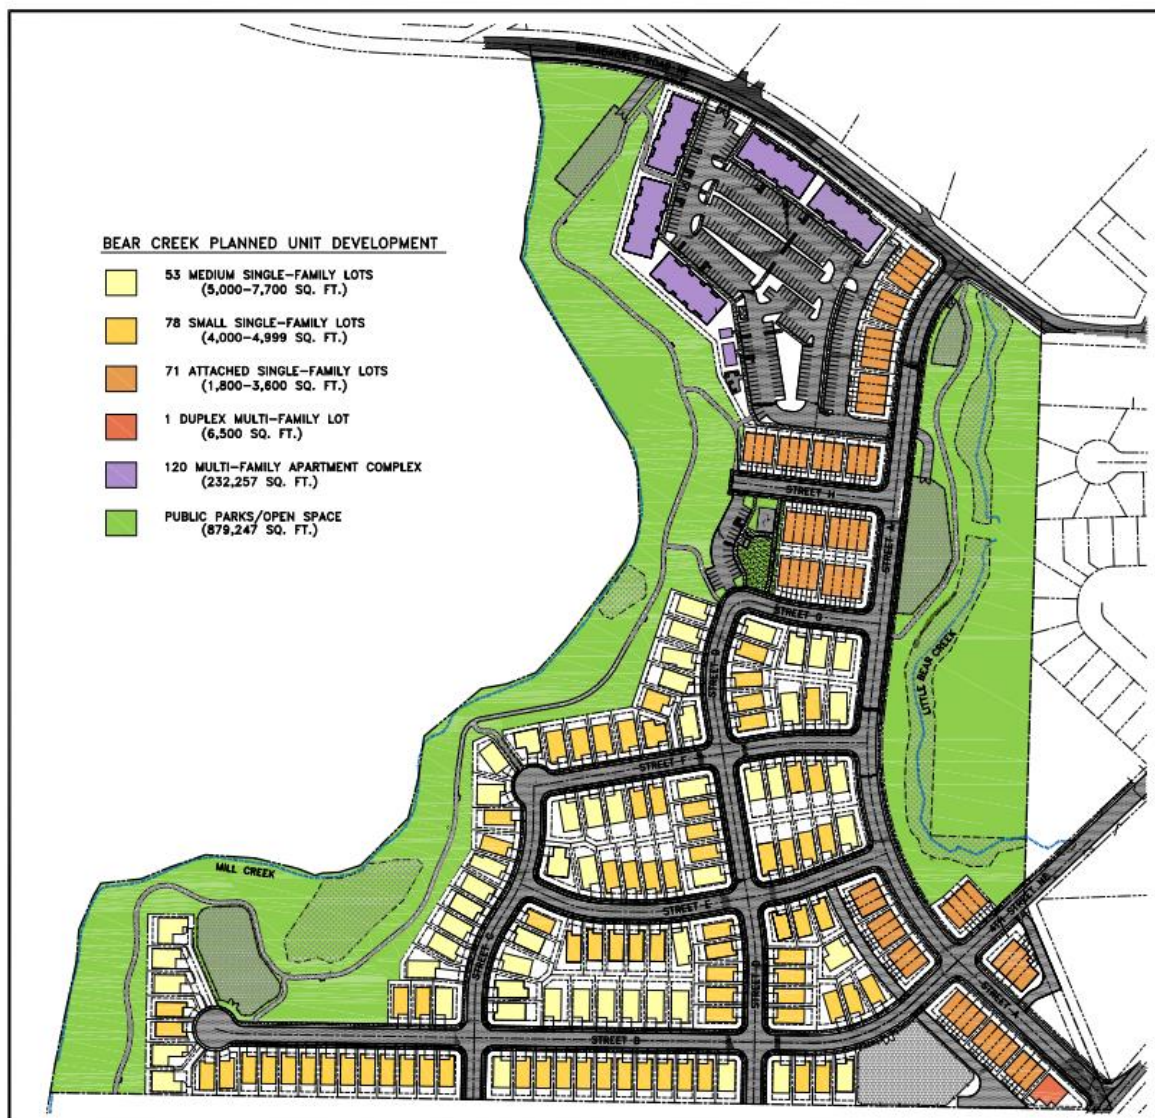 BEAR CREEK PLANNED UNIT DEVELOPMENT
53 MEDIUM SINGLE-FAMILY LOTS
(5,000-7,700 SQ. FT.)
78 SMALL SINGLE-FAMILY LOTS
(4,000-4,999 SQ. FT.)
71 ATTACHED SINGLE-FAMILY LOTS
(1,800-3,600 SQ. FT.)
1 DUPLEX MULTI-FAMILY LOT
(6,500 SQ. FT.)
120 MULTI-FAMILY APARTMENT COMPLEX
(232,257 SQ. FT.)
PUBLIC PARKS/OPEN SPACE
(879,247 SQ. FT.)
STREET H
STREET A
STREET G
LITTLE BEAR CREEK
STREET F
MILL CREEK
STREET E
STREET
STREET A
STREET B